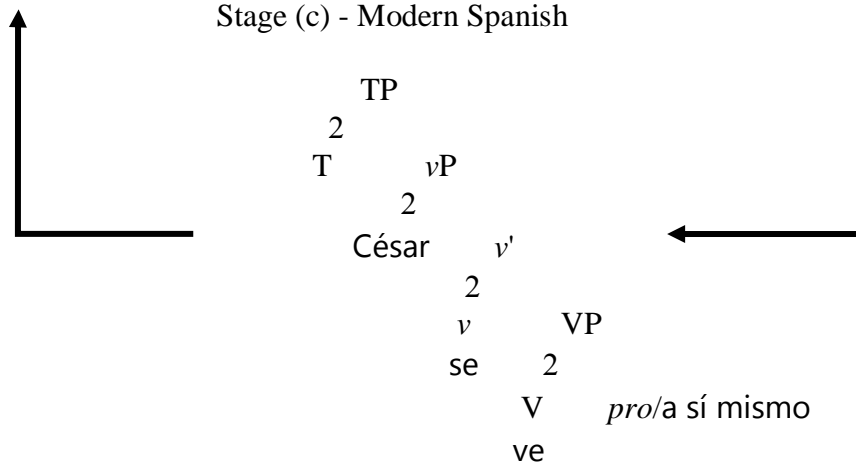 Stage (c) - Modern Spanish
TP
2
T vP
2
César v'
2
v VP
se 2
V pro/a sí mismo
ve